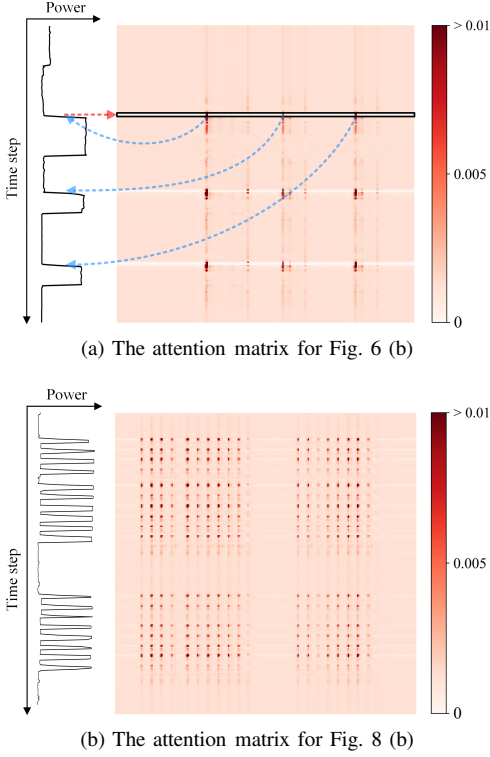 Power
Time step
> 0.01
0.005
0
(a) The attention matrix for Fig. 6 (b)
Power
Time step
> 0.01
0.005
0
(b) The attention matrix for Fig. 8 (b)